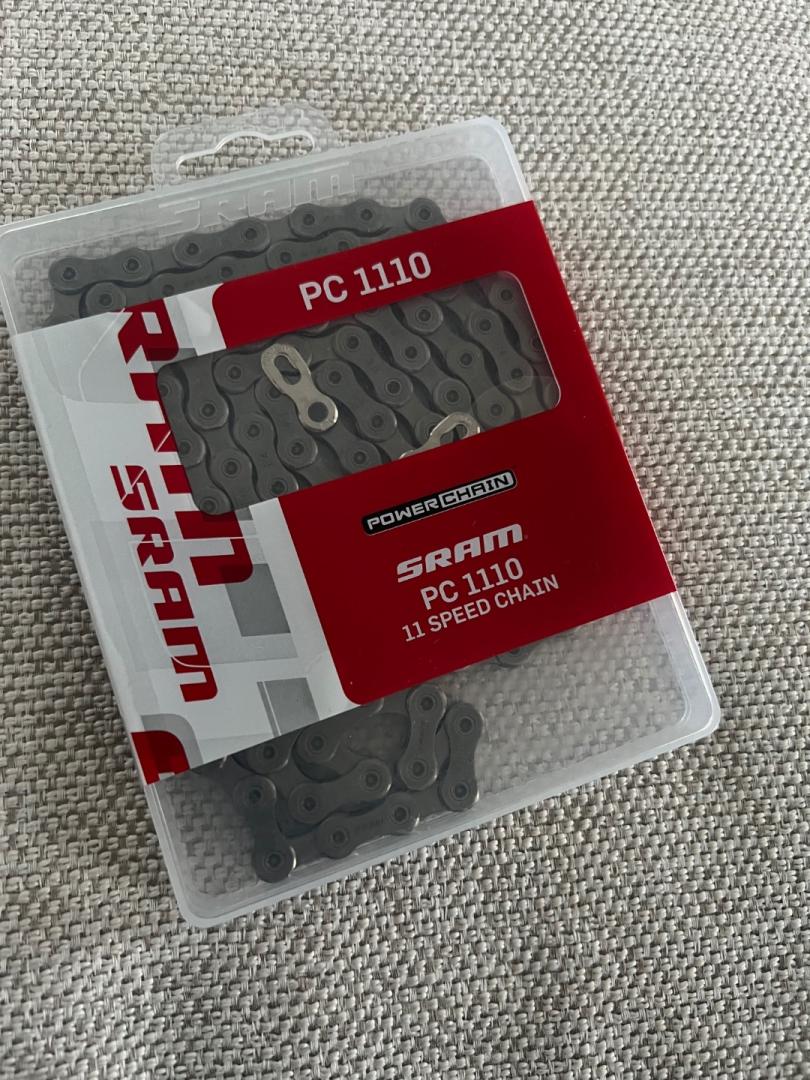 SRAM
PC 1110
SRAM
POWERCHAIN
SRAM
PC 1110
11 SPEED CHAIN